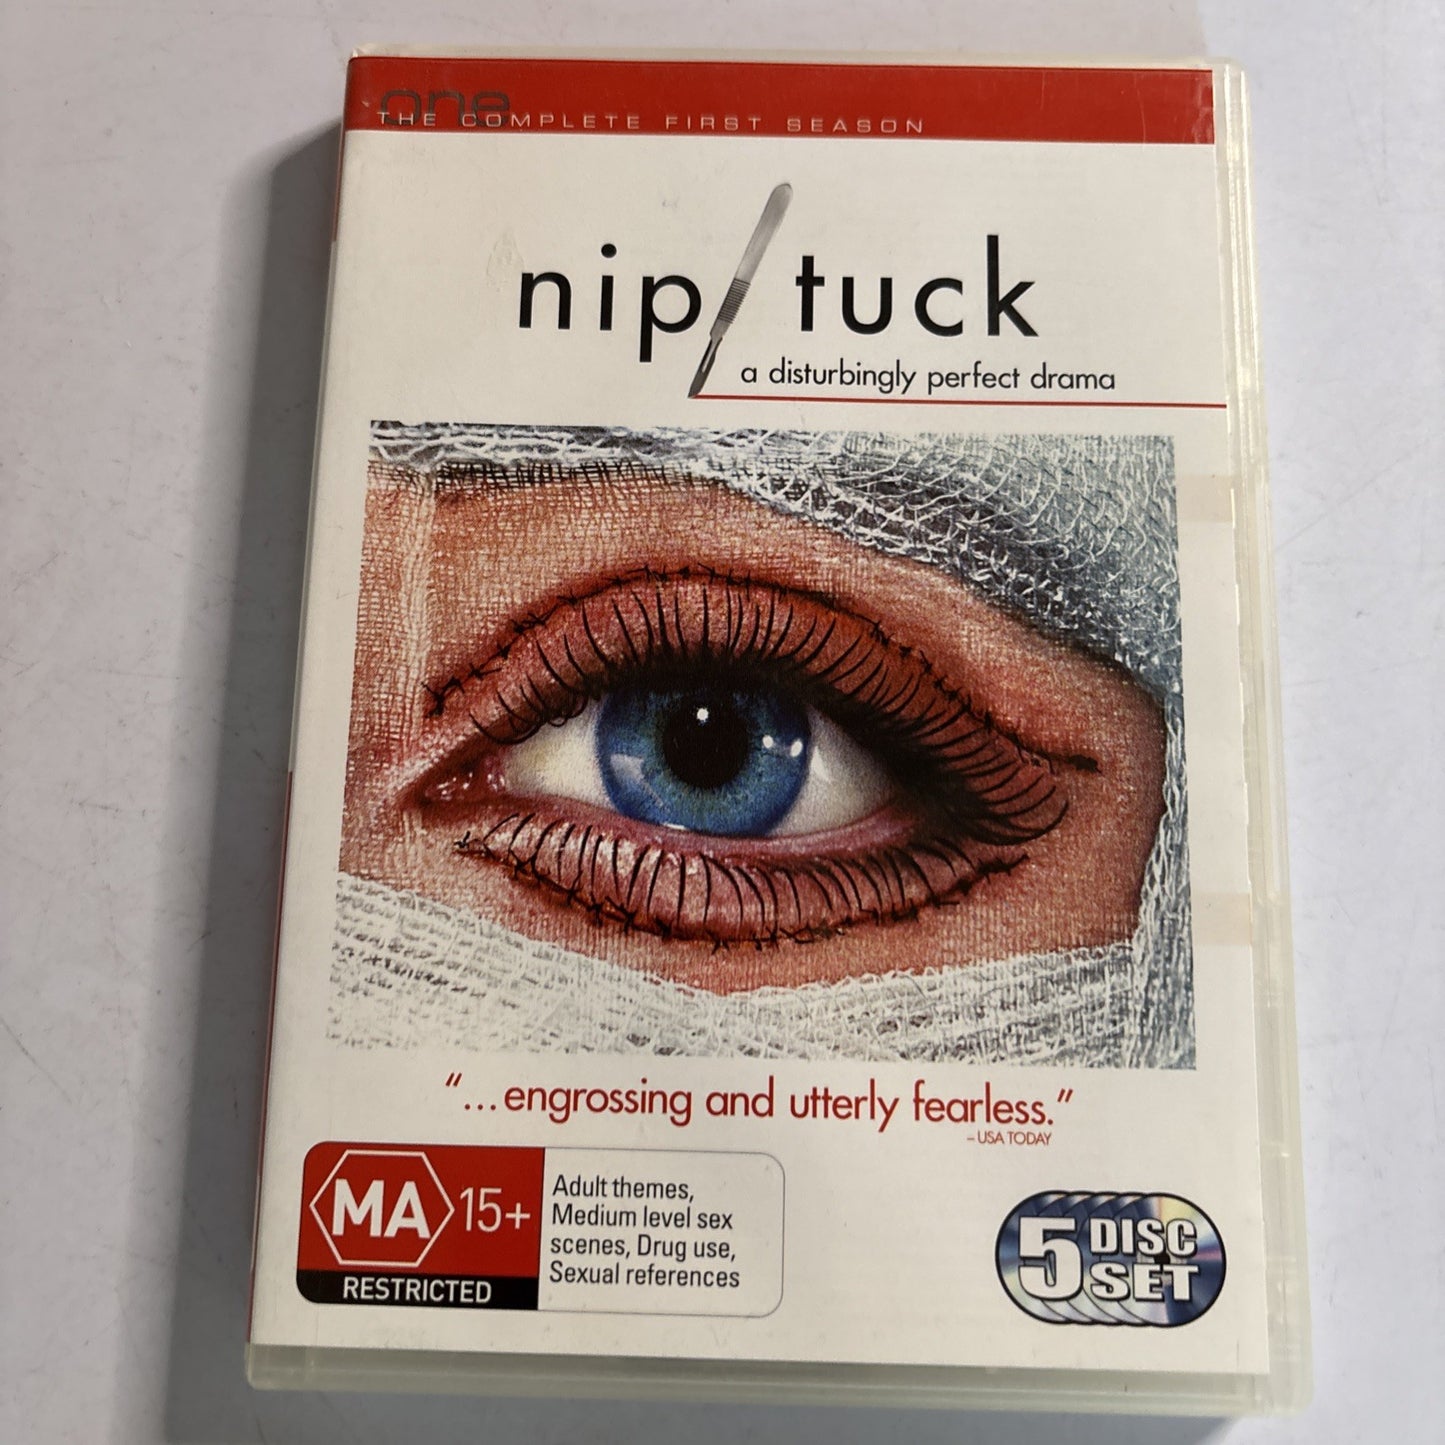 one
THE COMPLETE FIRST SEASON
nip/tuck
a disturbingly perfect drama
"...engrossing and utterly fearless."
– USA TODAY
MA 15+
RESTRICTED
Adult themes,
Medium level sex
scenes, Drug use,
Sexual references
5 DISC
SET